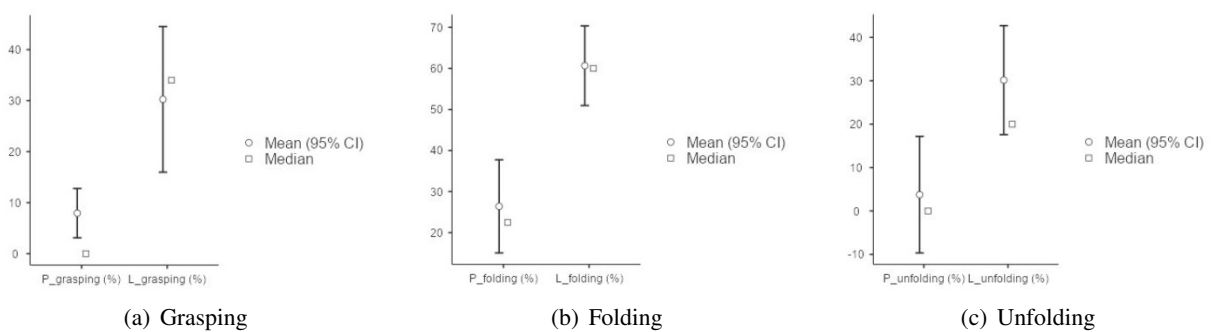 40
30
20
10
0
P_grasping (%) L_grasping (%)
Mean (95% CI)
Median
(a) Grasping
70
60
50
40
30
20
P_folding (%) L_folding (%)
Mean (95% CI)
Median
(b) Folding
40
30
20
10
0
-10
P_unfolding (%) L_unfolding (%)
Mean (95% CI)
Median
(c) Unfolding